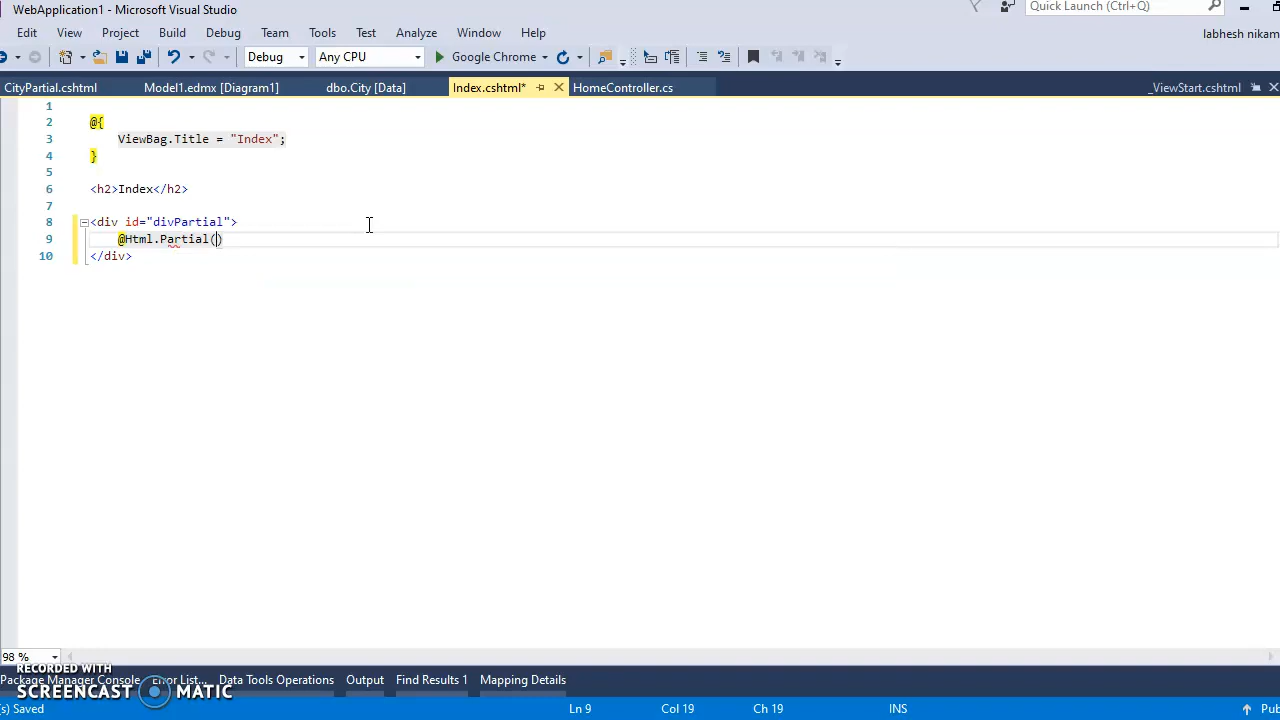 WebApplication1 - Microsoft Visual Studio
Quick Launch (Ctrl+Q)
Edit View Project Build Debug Team Tools Test Analyze Window Help
labhesh nikam
Debug Any CPU Google Chrome
CityPartial.cshtml Model1.edmx [Diagram1] dbo.City [Data] Index.cshtml* HomeController.cs _ViewStart.cshtml
1
2 @{
3 ViewBag.Title = "Index";
4 }
5
6 <h2>Index</h2>
7
8 <div id="divPartial">
9 @Html.Partial()
10 </div>
98 %
RECORDED WITH
Package Manager Console Error List... Data Tools Operations Output Find Results 1 Mapping Details
SCREENCAST MATIC
(s) Saved Ln 9 Col 19 Ch 19 INS Pub